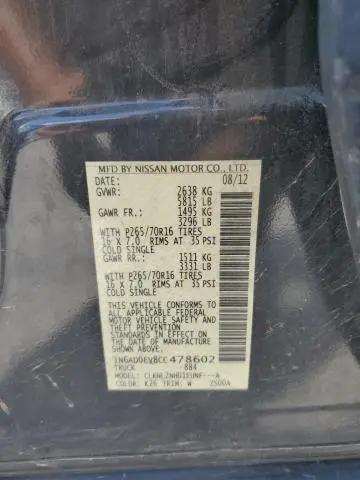 MFD BY NISSAN MOTOR CO., LTD.
DATE: 08/12
GVWR: 2638 KG
5815 LB
GAWR FR.: 1495 KG
3296 LB
WITH P265/70R16 TIRES
16 X 7.0 RIMS AT 35 PSI
COLD SINGLE
GAWR RR.: 1511 KG
3331 LB
WITH P265/70R16 TIRES
16 X 7.0 RIMS AT 35 PSI
COLD SINGLE
THIS VEHICLE CONFORMS TO ALL
APPLICABLE FEDERAL MOTOR
VEHICLE SAFETY
STANDARDS IN EFFECT ON THE
DATE OF MANUFACTURE
SHOWN ABOVE.
1N6AD0EV8CC478602
TRUCK 884
MODEL:
COLOR: K26 TRIM: W 2500A